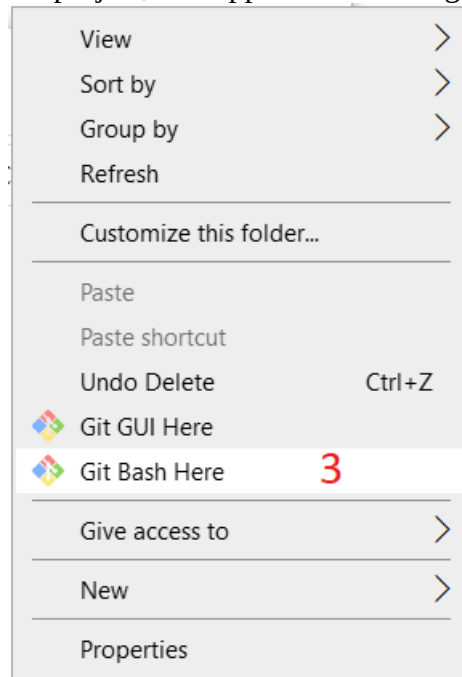 View
Sort by
Group by
Refresh
Customize this folder...
Paste
Paste shortcut
Undo Delete Ctrl+Z
Git GUI Here
Git Bash Here 3
Give access to
New
Properties